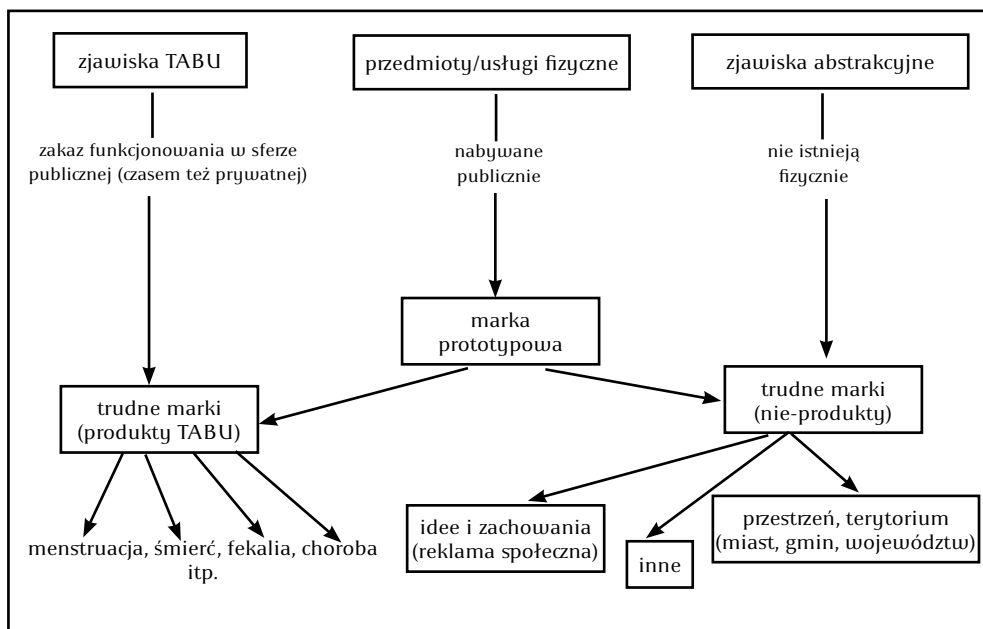 zjawiska TABU
przedmioty/usługi fizyczne
zjawiska abstrakcyjne
zakaz funkcjonowania w sferze
publicznej (czasem też prywatnej)
nabywane
publicznie
nie istnieją
fizycznie
marka
prototypowa
trudne marki
(produkty TABU)
trudne marki
(nie-produkty)
menstruacja, śmierć, fekalia, choroba
itp.
idee i zachowania
(reklama społeczna)
inne
przestrzeń, terytorium
(miast, gmin, województw)